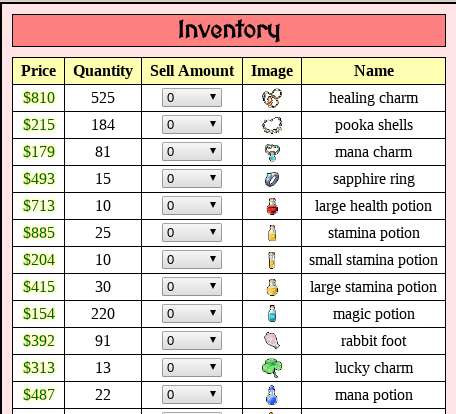 Inventory
Price Quantity Sell Amount Image Name
$810 525 0 healing charm
$215 184 0 pooka shells
$179 81 0 mana charm
$493 15 0 sapphire ring
$713 10 0 large health potion
$885 25 0 stamina potion
$204 10 0 small stamina potion
$415 30 0 large stamina potion
$154 220 0 magic potion
$392 91 0 rabbit foot
$313 13 0 lucky charm
$487 22 0 mana potion